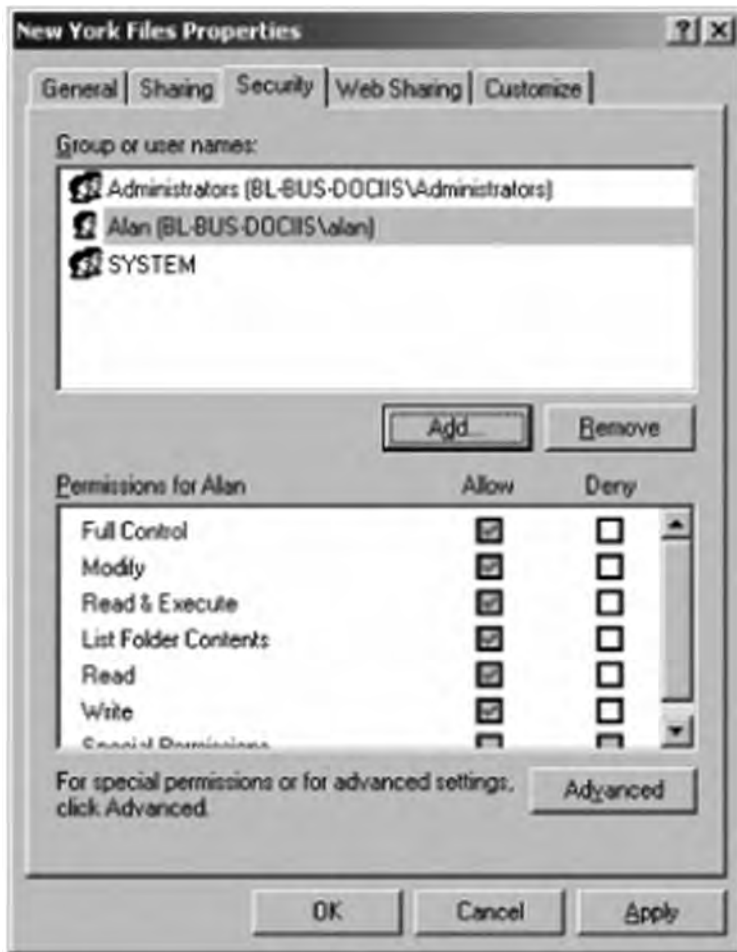 New York Files Properties
General Sharing Security Web Sharing Customize
Group or user names:
Administrators (BL-BUS-DOCIIS\Administrators)
Alan (BL-BUS-DOCIIS\alan)
SYSTEM
Add... Remove
Permissions for Alan Allow Deny
Full Control
Modify
Read & Execute
List Folder Contents
Read
Write
Special Permissions
For special permissions or for advanced settings, Advanced
click Advanced.
OK Cancel Apply